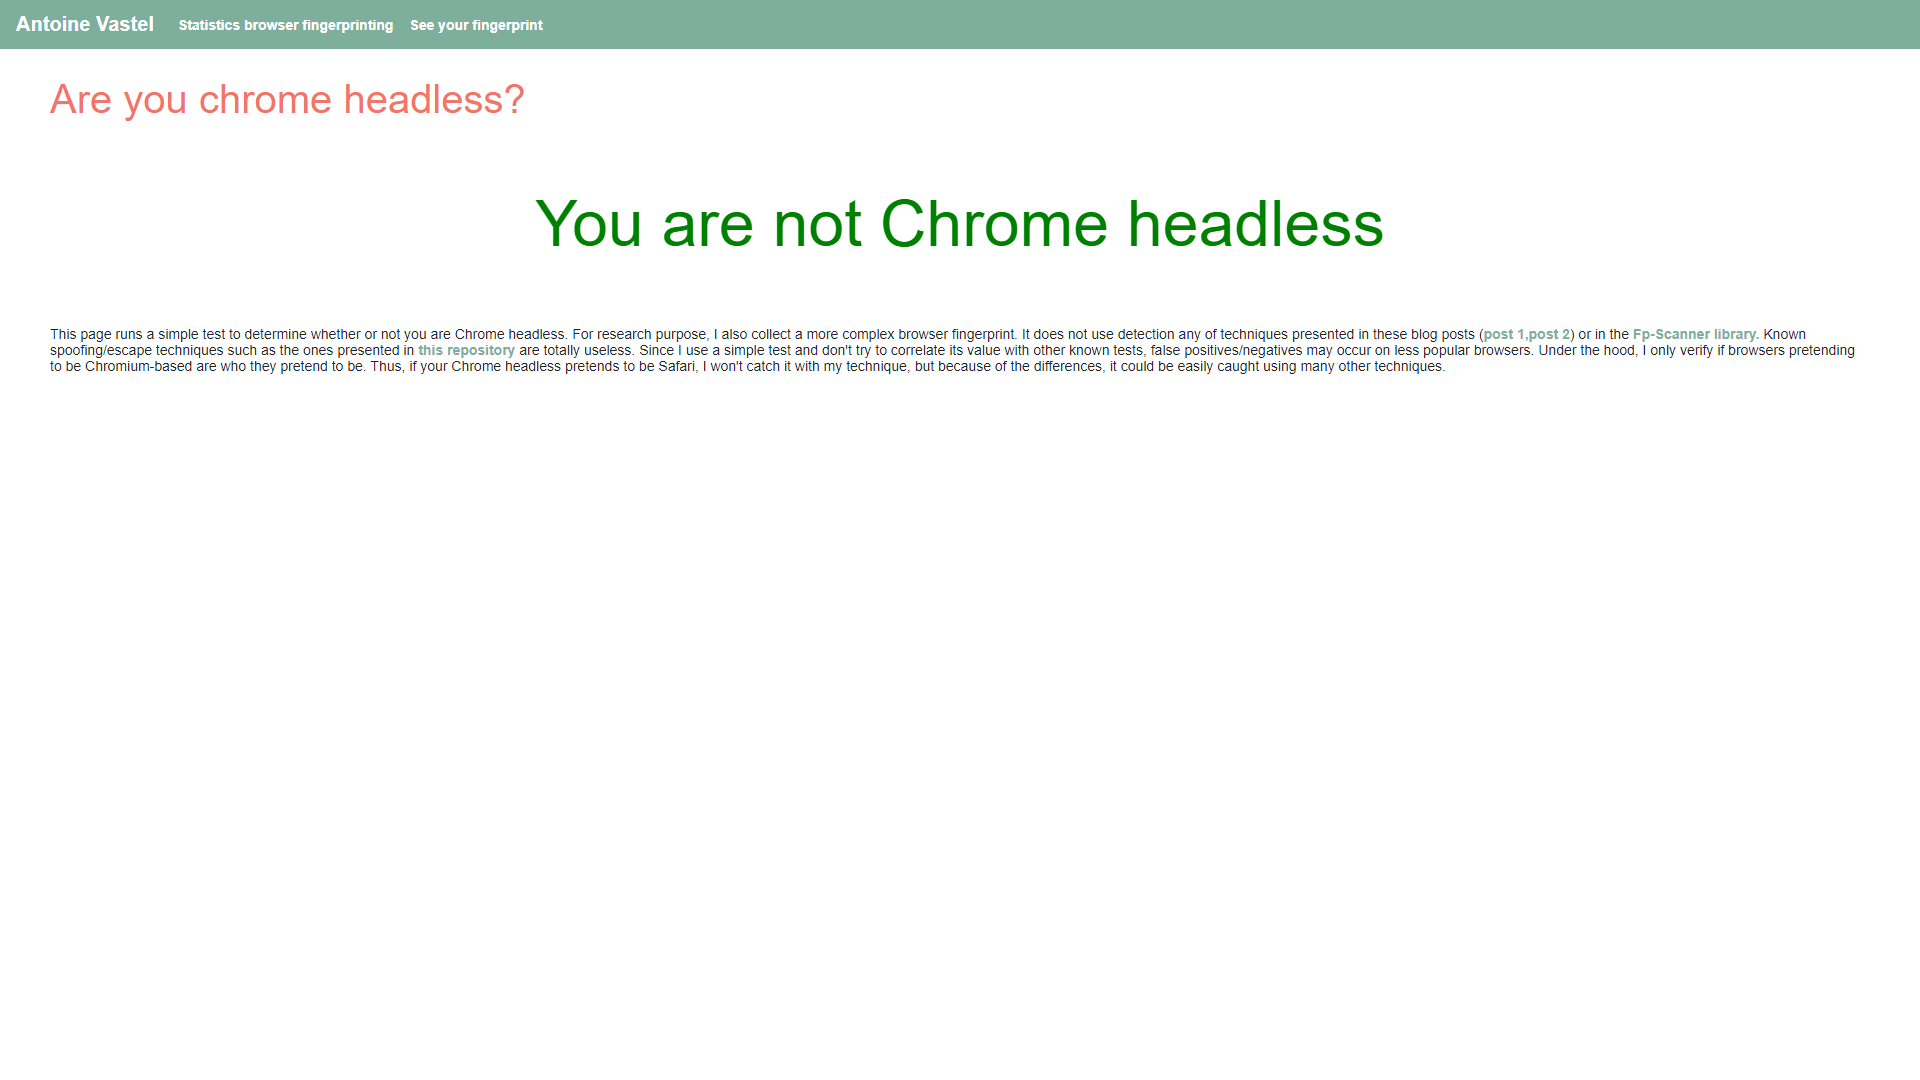 Antoine Vastel Statistics browser fingerprinting See your fingerprint
Are you chrome headless?
You are not Chrome headless
This page runs a simple test to determine whether or not you are Chrome headless. For research purpose, I also collect a more complex browser fingerprint. It does not use detection any of techniques presented in these blog posts (post 1,post 2) or in the Fp-Scanner library. Known
spoofing/escape techniques such as the ones presented in this repository are totally useless. Since I use a simple test and don't try to correlate its value with other known tests, false positives/negatives may occur on less popular browsers. Under the hood, I only verify if browsers pretending
to be Chromium-based are who they pretend to be. Thus, if your Chrome headless pretends to be Safari, I won't catch it with my technique, but because of the differences, it could be easily caught using many other techniques.